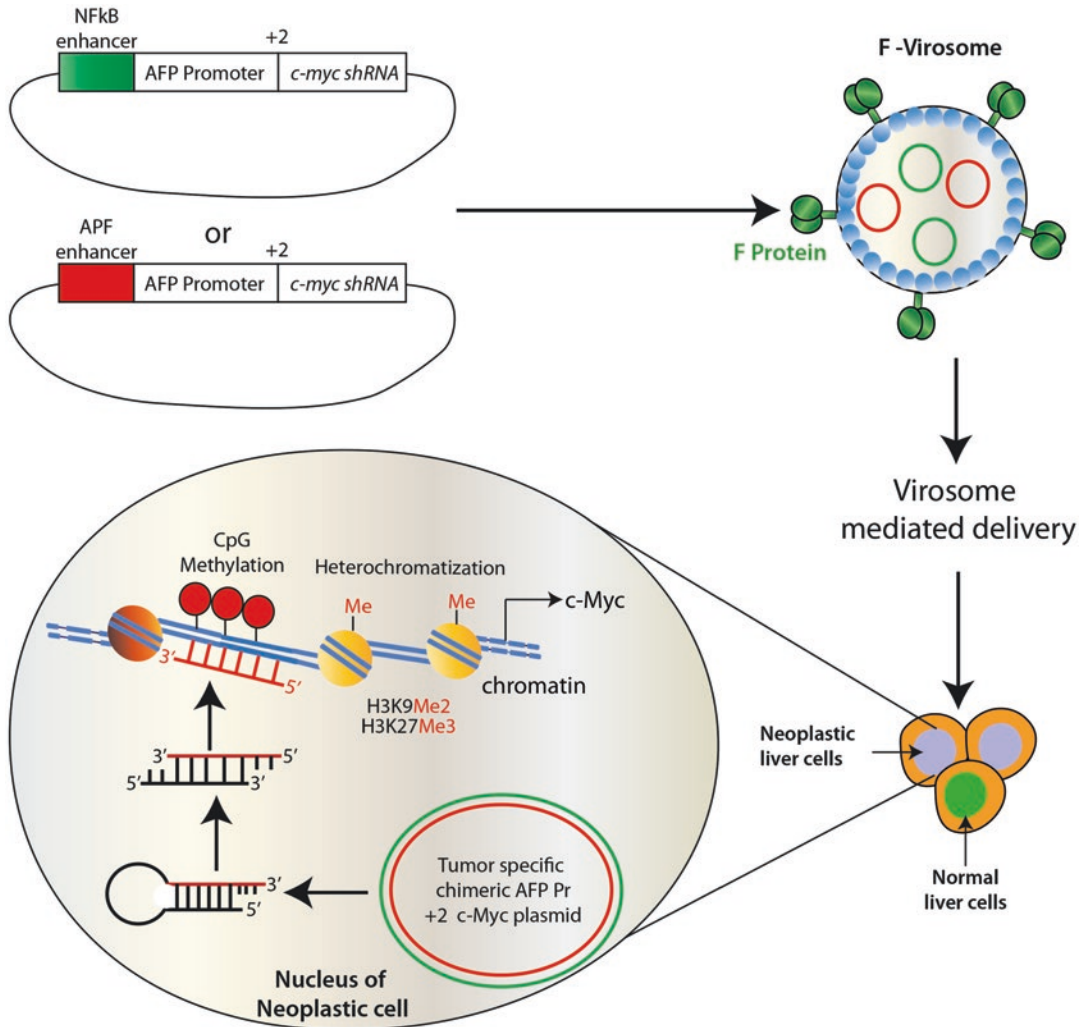 NFkB
enhancer
+2
AFP Promoter
c-myc shRNA
or
APF
enhancer
+2
AFP Promoter
c-myc shRNA
F -Virosome
F Protein
Virosome
mediated delivery
Neoplastic
liver cells
Normal
liver cells
CpG
Methylation
Heterochromatization
Me
Me
c-Myc
3’
5’
chromatin
H3K9Me2
H3K27Me3
3’
5’
5’
3’
3’
5’
Tumor specific
chimeric AFP Pr
+2 c-Myc plasmid
Nucleus of
Neoplastic cell